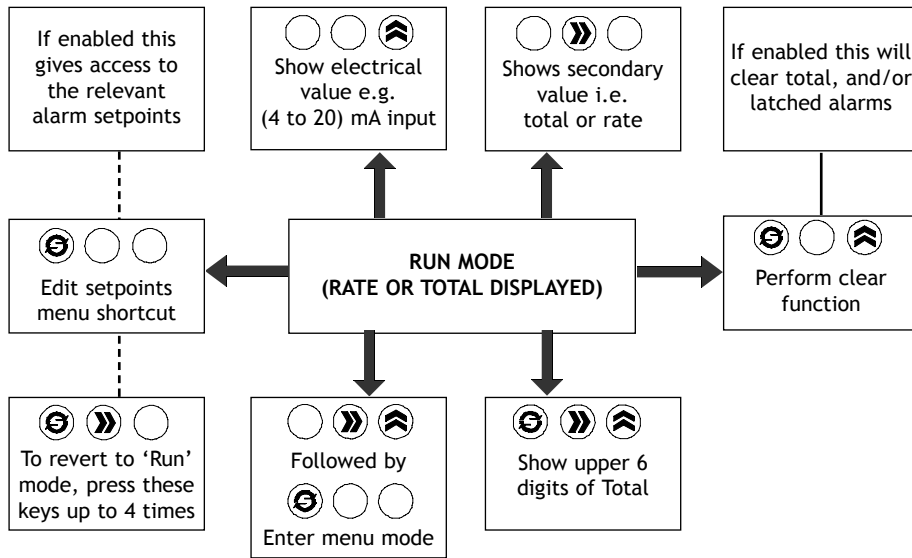 If enabled this
gives access to
the relevant
alarm setpoints
Show electrical
value e.g.
(4 to 20) mA input
Shows secondary
value i.e.
total or rate
If enabled this will
clear total, and/or
latched alarms
Edit setpoints
menu shortcut
RUN MODE
(RATE OR TOTAL DISPLAYED)
Perform clear
function
To revert to ‘Run’
mode, press these
keys up to 4 times
Followed by
Enter menu mode
Show upper 6
digits of Total